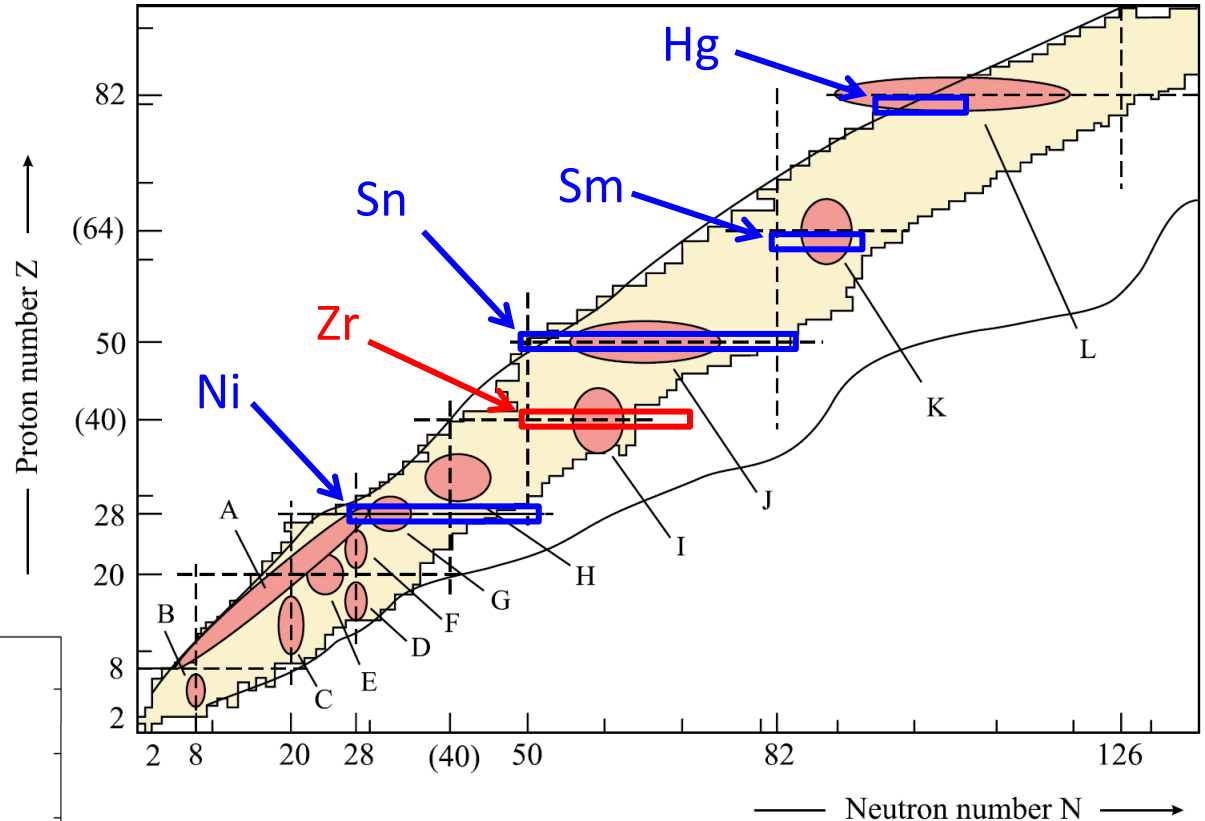 Hg
82
Sm
Sn
(64)
Proton number Z
Zr
50
L
K
Ni
(40)
J
A
28
I
H
G
20
B
F
D
E
C
8
2
2 8 20 28 (40) 50 82 126
Neutron number N